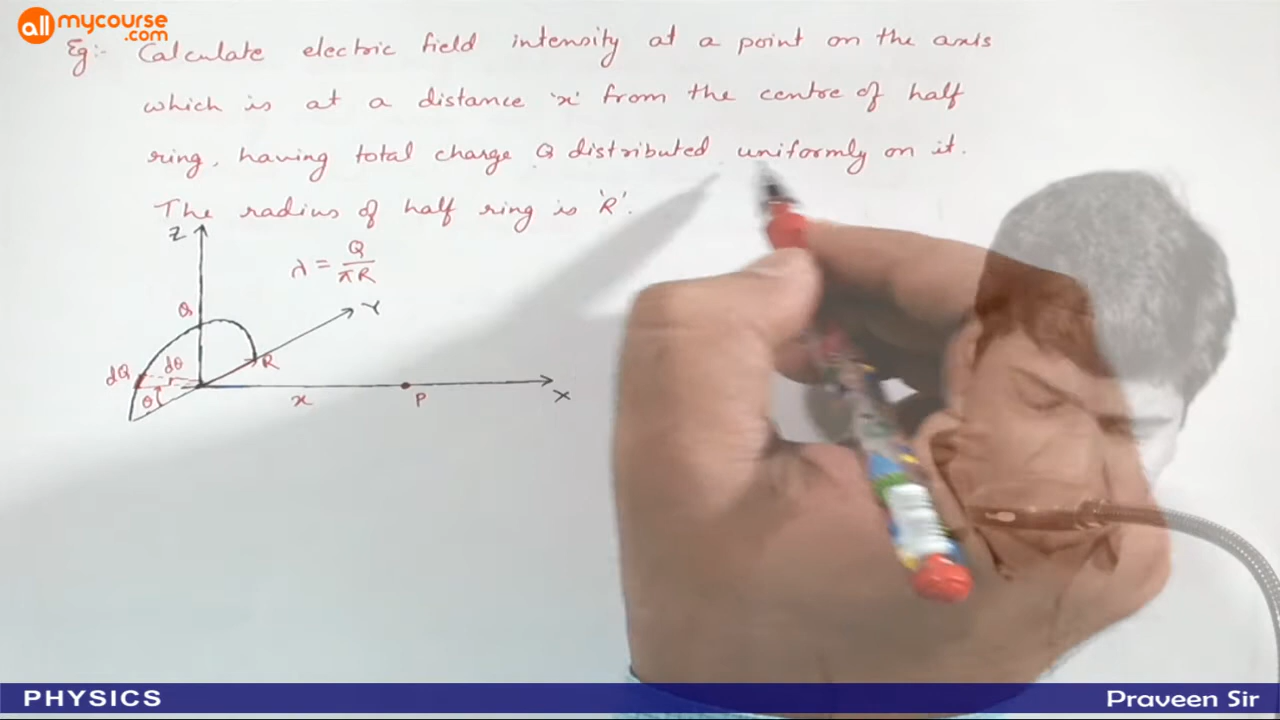 allmycourse.com
Eg:- Calculate electric field intensity at a point on the axis
which is at a distance 'x' from the centre of half
ring, having total charge Q distributed uniformly on it.
The radius of half ring is 'R'.
Z
λ = Q/πR
Q
Y
dQ
dθ
R
θ
x
P
X
PHYSICS
Praveen Sir